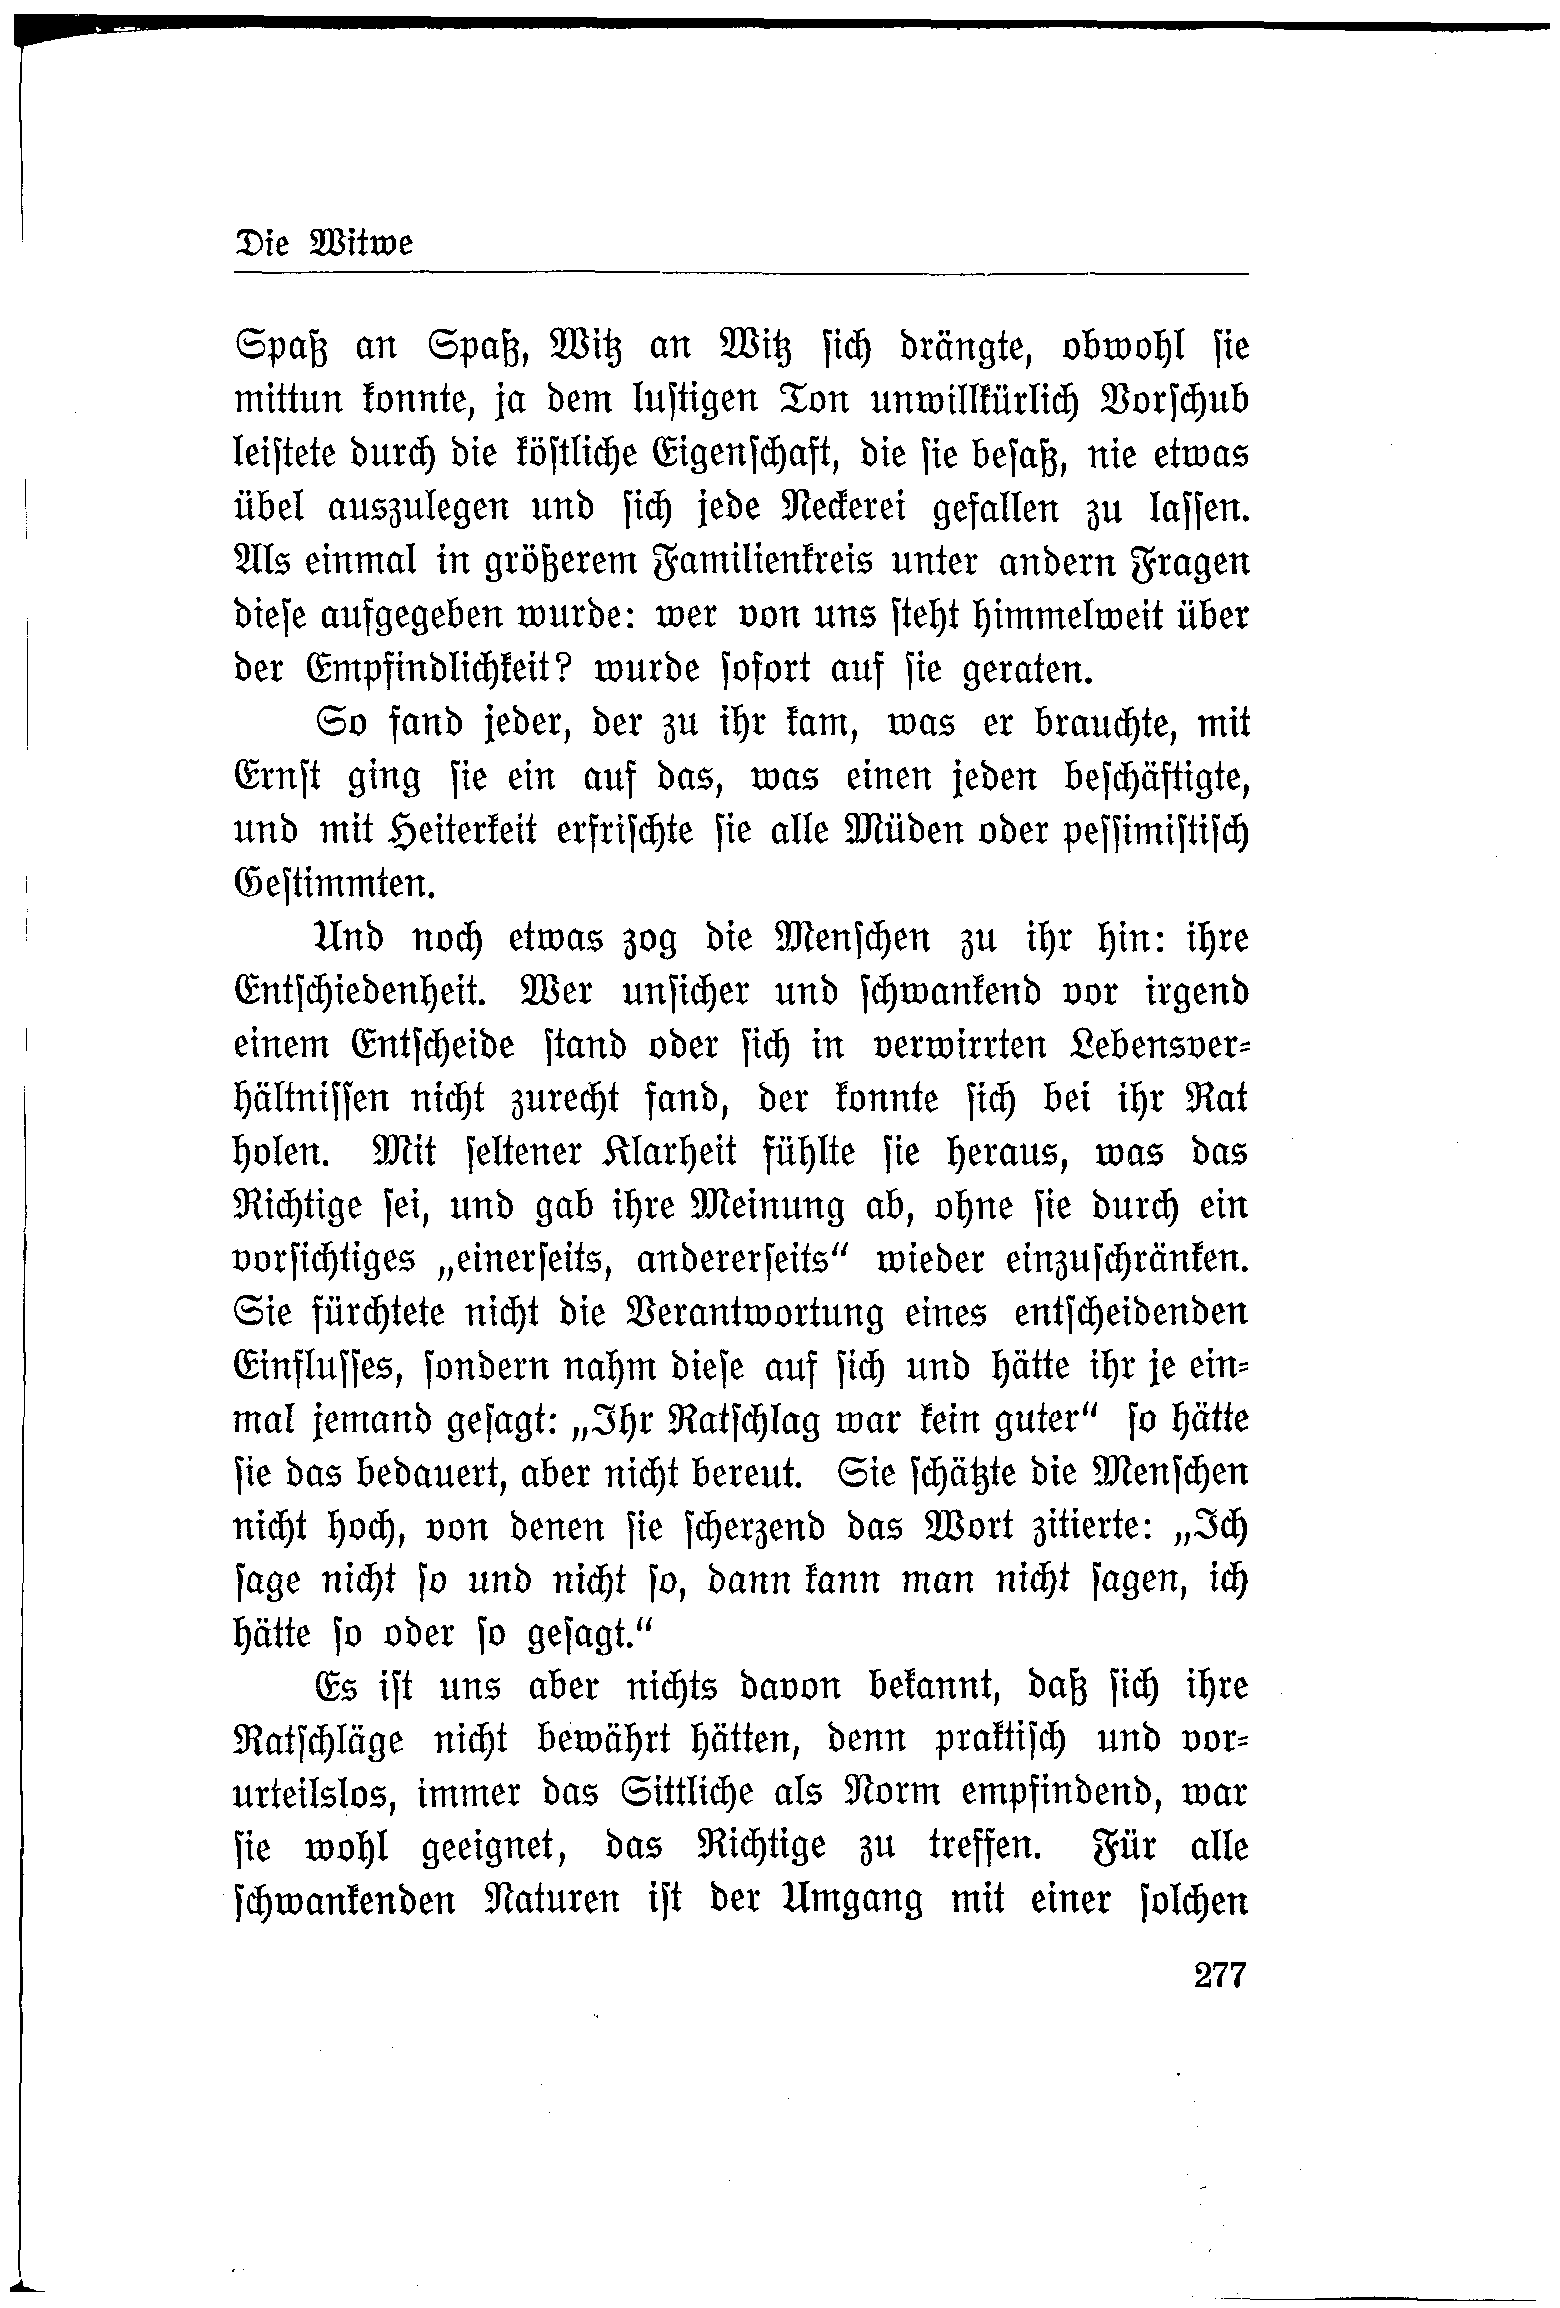 Die Witwe
Spaß an Spaß, Witz an Witz sich drängte, obwohl sie
mittun konnte, ja dem lustigen Ton unwillkürlich Vorschub
leistete durch die köstliche Eigenschaft, die sie besaß, nie etwas
übel auszulegen und sich jede Neckerei gefallen zu lassen.
Als einmal in größerem Familienkreis unter andern Fragen
diese aufgegeben wurde: wer von uns steht himmelweit über
der Empfindlichkeit? wurde sofort auf sie geraten.
So fand jeder, der zu ihr kam, was er brauchte, mit
Ernst ging sie ein auf das, was einen jeden beschäftigte,
und mit Heiterkeit erfrischte sie alle Müden oder pessimistisch
Gestimmten.
Und noch etwas zog die Menschen zu ihr hin: ihre
Entschiedenheit. Wer unsicher und schwankend vor irgend
einem Entscheide stand oder sich in verwirrten Lebensver-
hältnissen nicht zurecht fand, der konnte sich bei ihr Rat
holen. Mit seltener Klarheit fühlte sie heraus, was das
Richtige sei, und gab ihre Meinung ab, ohne sie durch ein
vorsichtiges „einerseits, andererseits“ wieder einzuschränken.
Sie fürchtete nicht die Verantwortung eines entscheidenden
Einflusses, sondern nahm diese auf sich und hätte ihr je ein-
mal jemand gesagt: „Ihr Ratschlag war kein guter“ so hätte
sie das bedauert, aber nicht bereut. Sie schätzte die Menschen
nicht hoch, von denen sie scherzend das Wort zitierte: „Ich
sage nicht so und nicht so, dann kann man nicht sagen, ich
hätte so oder so gesagt.“
Es ist uns aber nichts davon bekannt, daß sich ihre
Ratschläge nicht bewährt hätten, denn praktisch und vor-
urteilslos, immer das Sittliche als Norm empfindend, war
sie wohl geeignet, das Richtige zu treffen. Für alle
schwankenden Naturen ist der Umgang mit einer solchen
277